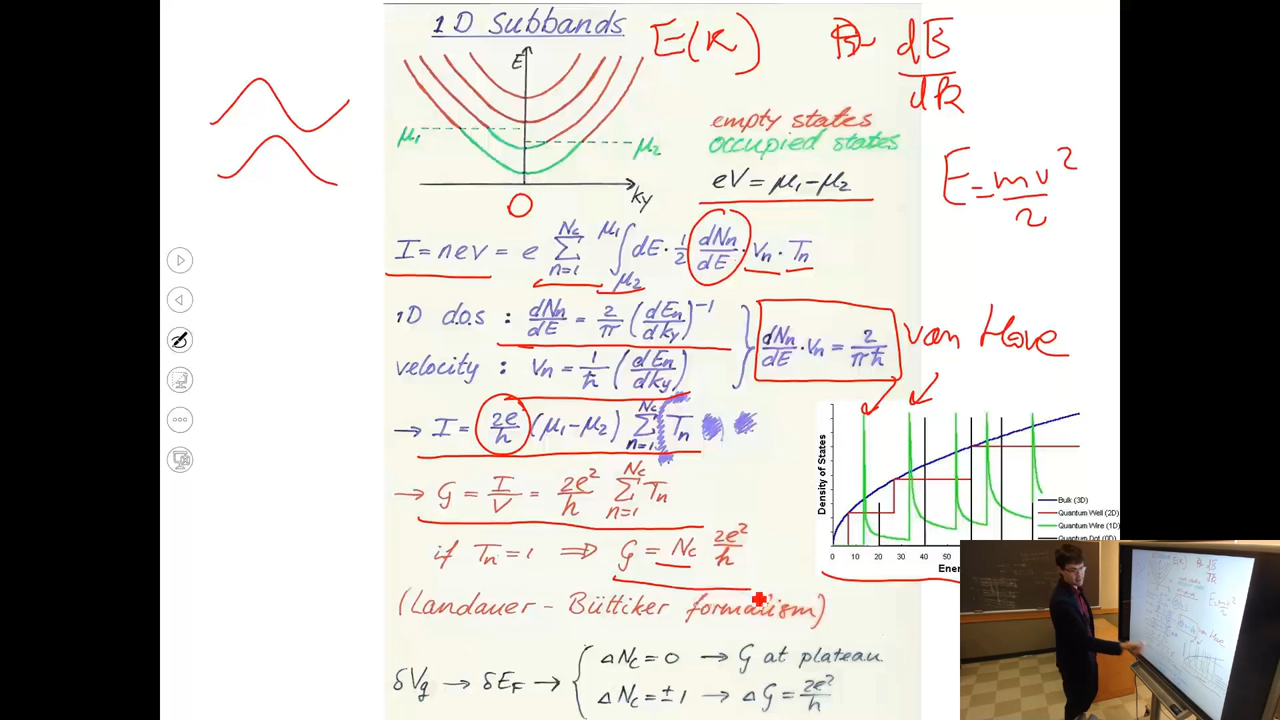 1D Subbands
E(k)
dE
dk
E
μ₁
μ₂
ky
0
empty states
occupied states
eV = μ₁ - μ₂
E = mv²/2
I = nev = e Σ_{n=1}^{Nc} ∫_{μ₂}^{μ₁} dE · 1/2 dNn/dE · Vn · Tn
1D d.o.s : dNn/dE = 2/π (dEn/dky)⁻¹
velocity : Vn = 1/ħ (dEn/dky)
dNn/dE · Vn = 2/πħ
van Hove
→ I = 2e/h (μ₁-μ₂) Σ_{n=1}^{Nc} Tn
→ G = I/V = 2e²/h Σ_{n=1}^{Nc} Tn
if Tn = 1 ⇒ G = Nc 2e²/h
(Landauer - Büttiker formalism)
δVg → δEF → { ΔNc = 0 → G at plateau
ΔNc = ±1 → ΔG = 2e²/h
Density of States
Bulk (3D)
Quantum Well (2D)
Quantum Wire (1D)
Quantum Dot (0D)
0 10 20 30 40 50 60